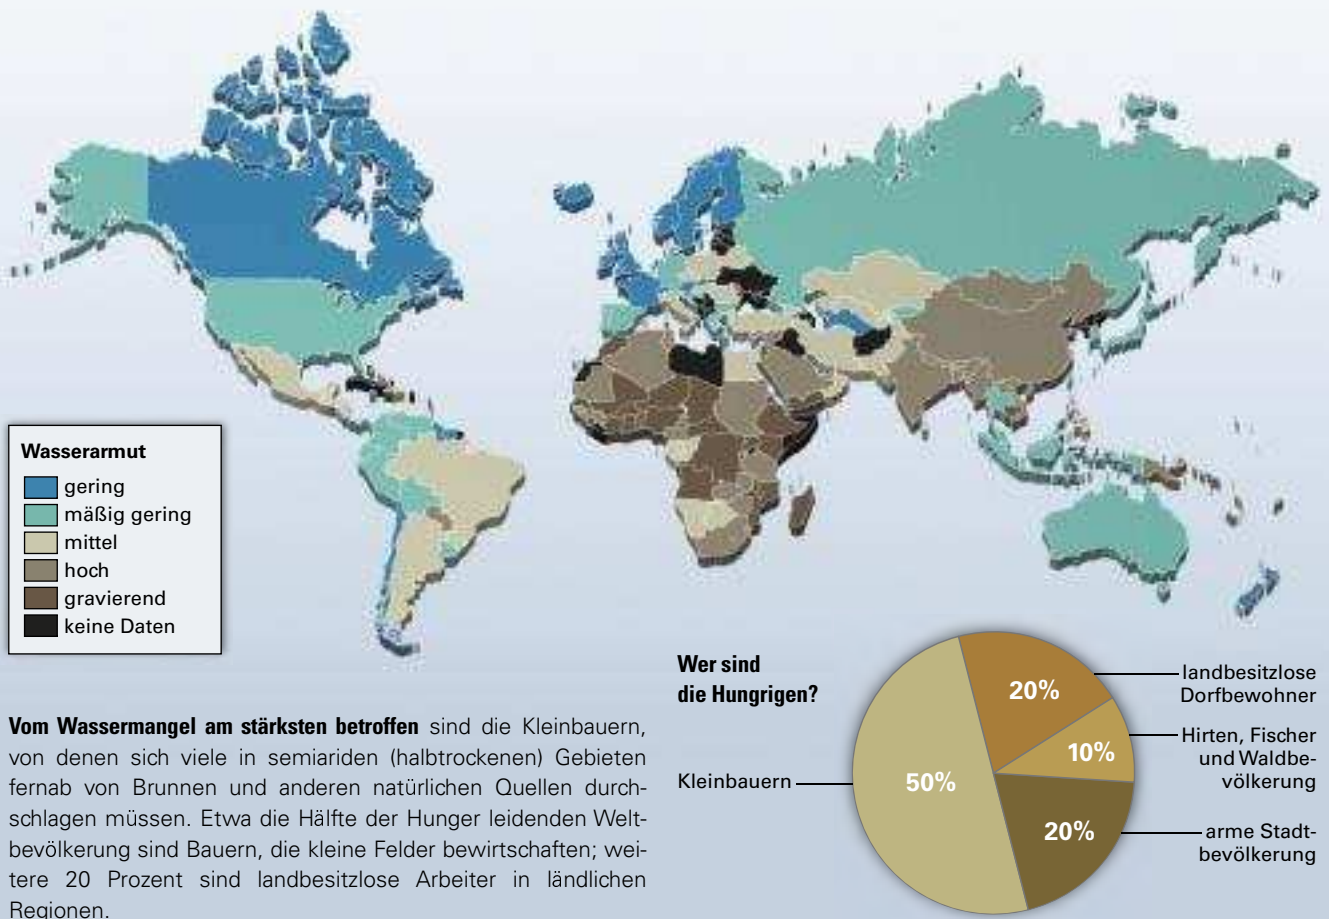 Wasserarmut
gering
mäßig gering
mittel
hoch
gravierend
keine Daten
Vom Wassermangel am stärksten betroffen sind die Kleinbauern,
von denen sich viele in semiariden (halbtrockenen) Gebieten
fernab von Brunnen und anderen natürlichen Quellen durch-
schlagen müssen. Etwa die Hälfte der Hunger leidenden Welt-
bevölkerung sind Bauern, die kleine Felder bewirtschaften; wei-
tere 20 Prozent sind landbesitzlose Arbeiter in ländlichen
Regionen.
Wer sind
die Hungrigen?
Kleinbauern
50%
20%
landbesitzlose
Dorfbewohner
10%
Hirten, Fischer
und Waldbe-
völkerung
20%
arme Stadt-
bevölkerung